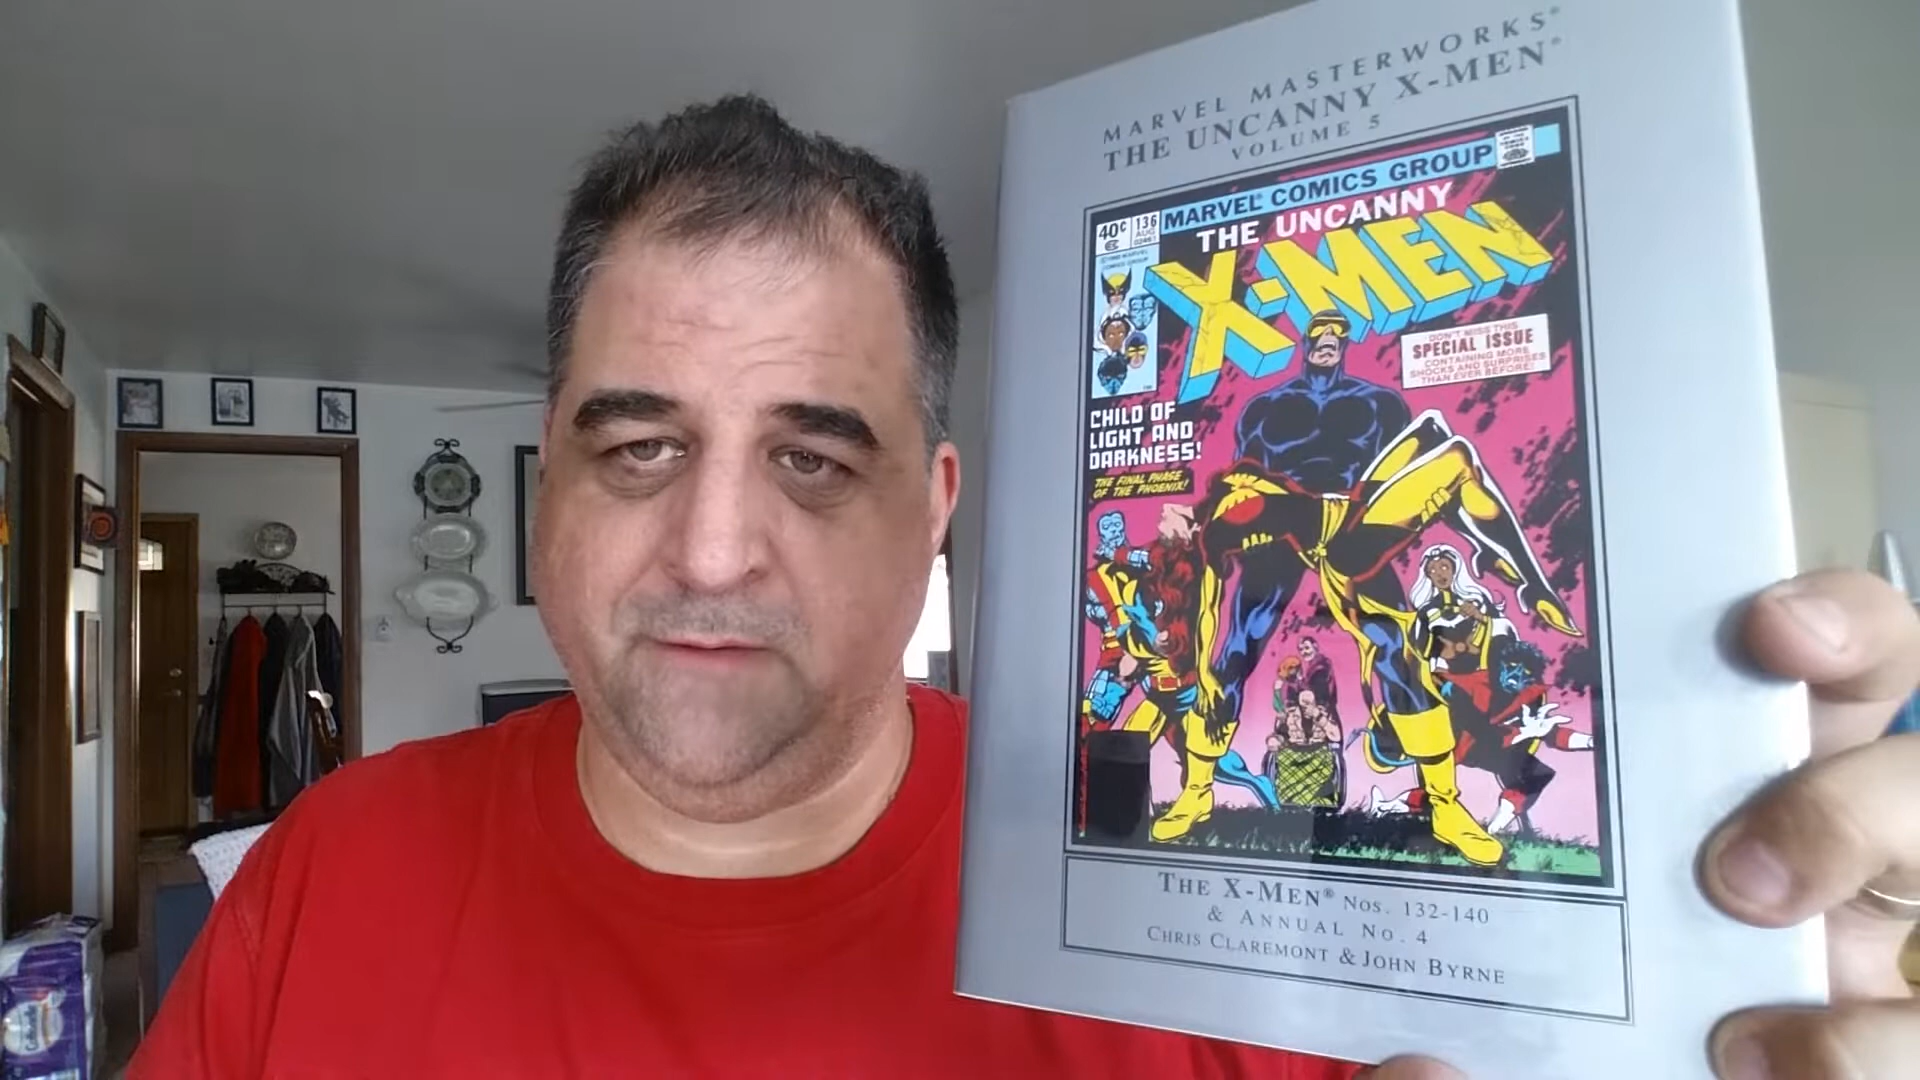 MARVEL MASTERWORKS®
THE UNCANNY X-MEN®
VOLUME 5
MARVEL COMICS GROUP
40¢
136
AUG
THE UNCANNY
X-MEN
DON'T MISS THIS
SPECIAL ISSUE
CONTAINING MORE
SHOCKS AND SURPRISES
THAN EVER BEFORE!
CHILD OF
LIGHT AND
DARKNESS!
THE FINAL PHASE
OF THE PHOENIX!
THE X-MEN® NOS. 132-140
& ANNUAL NO. 4
CHRIS CLAREMONT & JOHN BYRNE